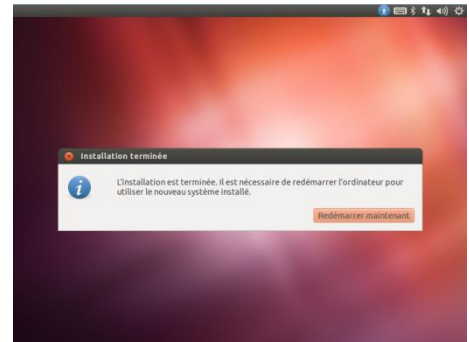 Installation terminée
L'installation est terminée. Il est nécessaire de redémarrer l'ordinateur pour
utiliser le nouveau système installé.
Redémarrer maintenant